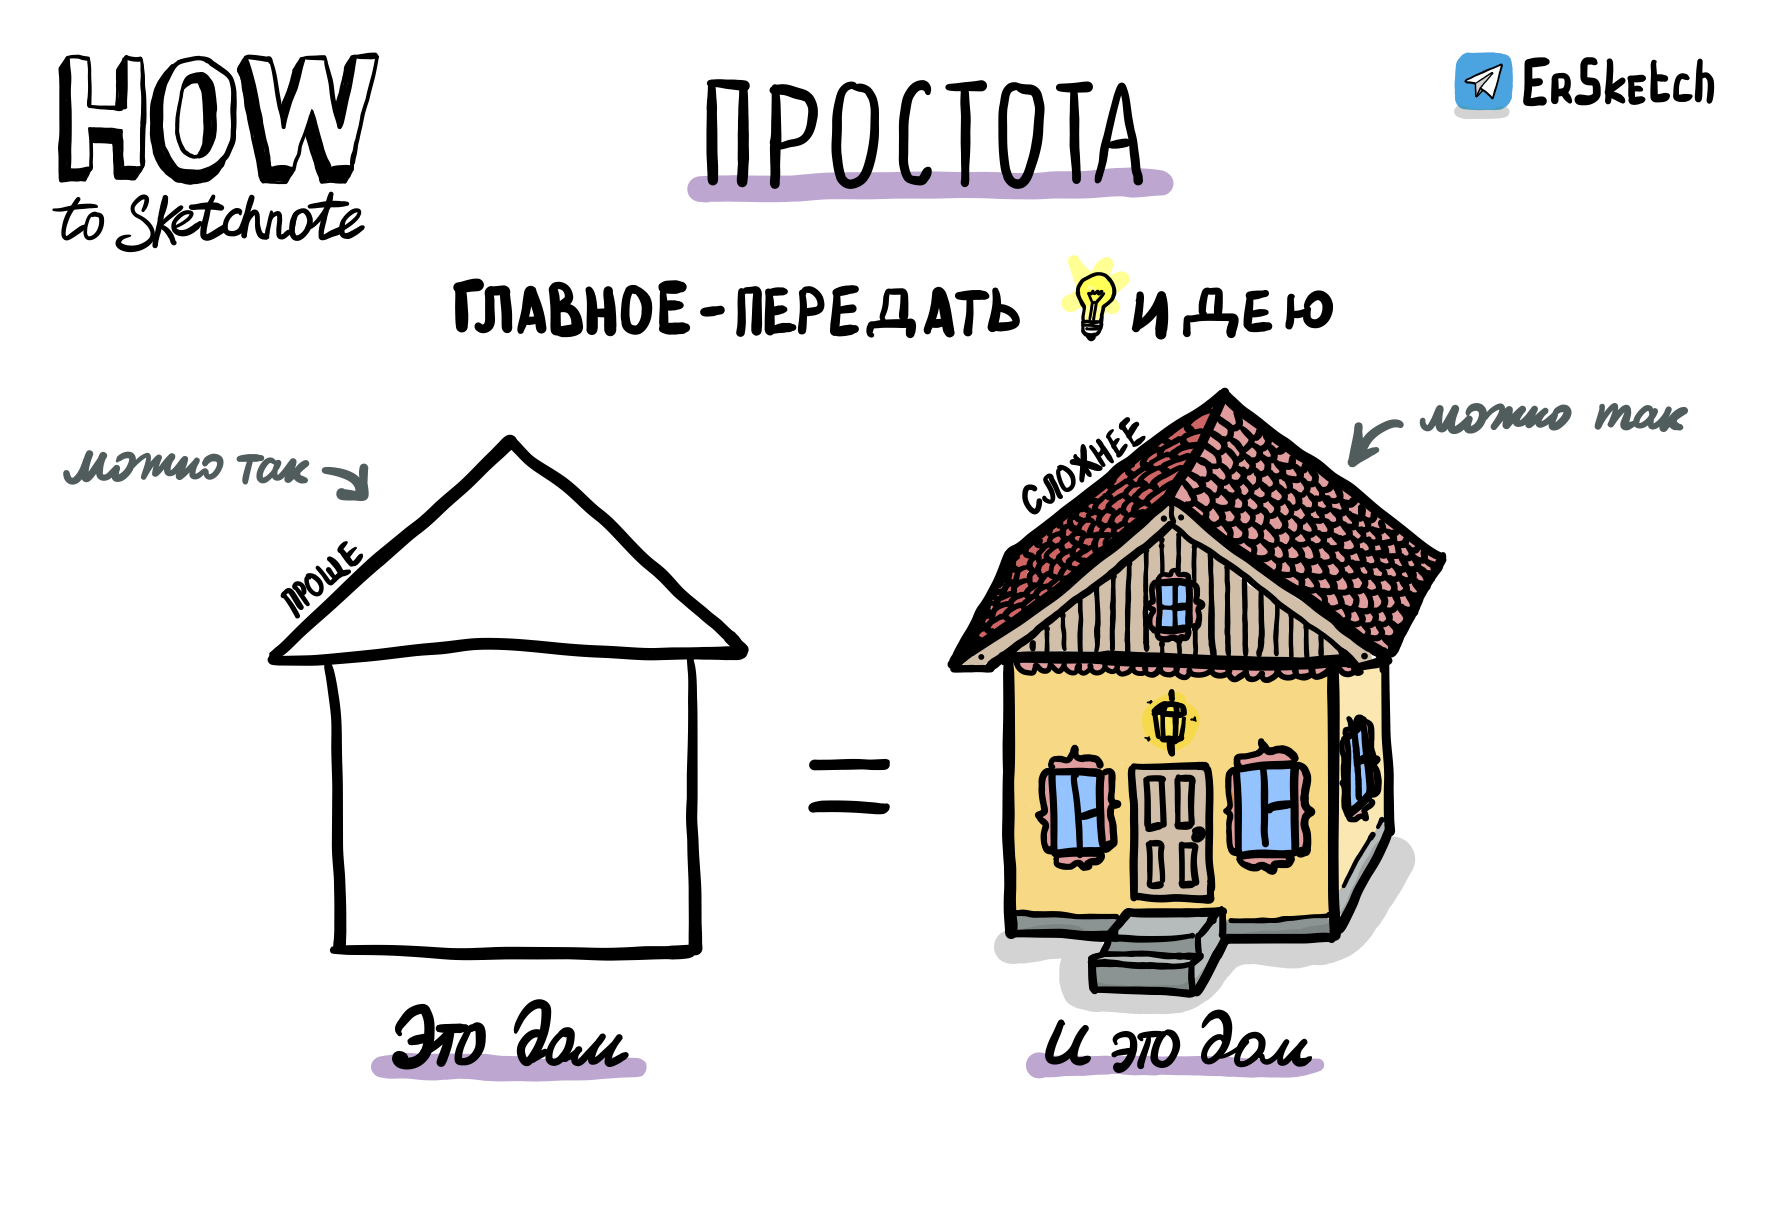 HOW
to Sketchnote
ПРОСТОТА
ErSketch
ГЛАВНОЕ - ПЕРЕДАТЬ ИДЕЮ
можно так
ПРОЩЕ
СЛОЖНЕЕ
можно так
=
Это дом
и это дом